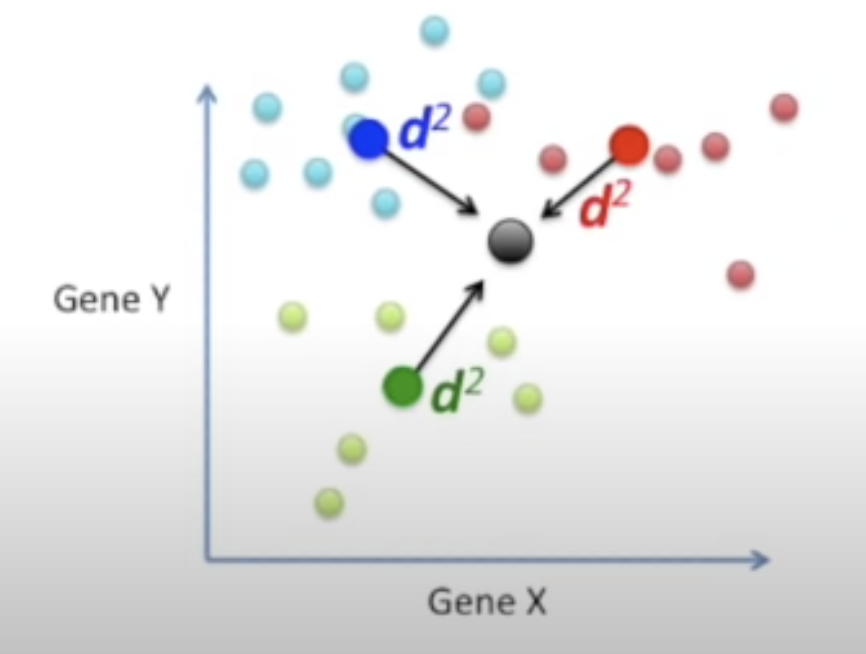 d²
d²
Gene Y
d²
Gene X